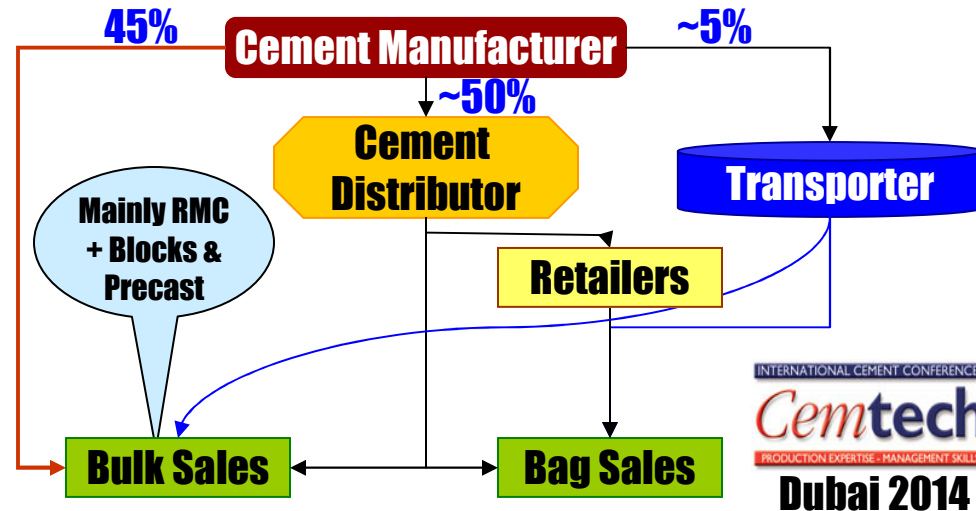 45%
Cement Manufacturer
~5%
~50%
Cement
Distributor
Transporter
Mainly RMC
+ Blocks &
Precast
Retailers
INTERNATIONAL CEMENT CONFERENCE
Cemtech
PRODUCTION EXPERTISE - MANAGEMENT SKILLS
Bulk Sales
Bag Sales
Dubai 2014